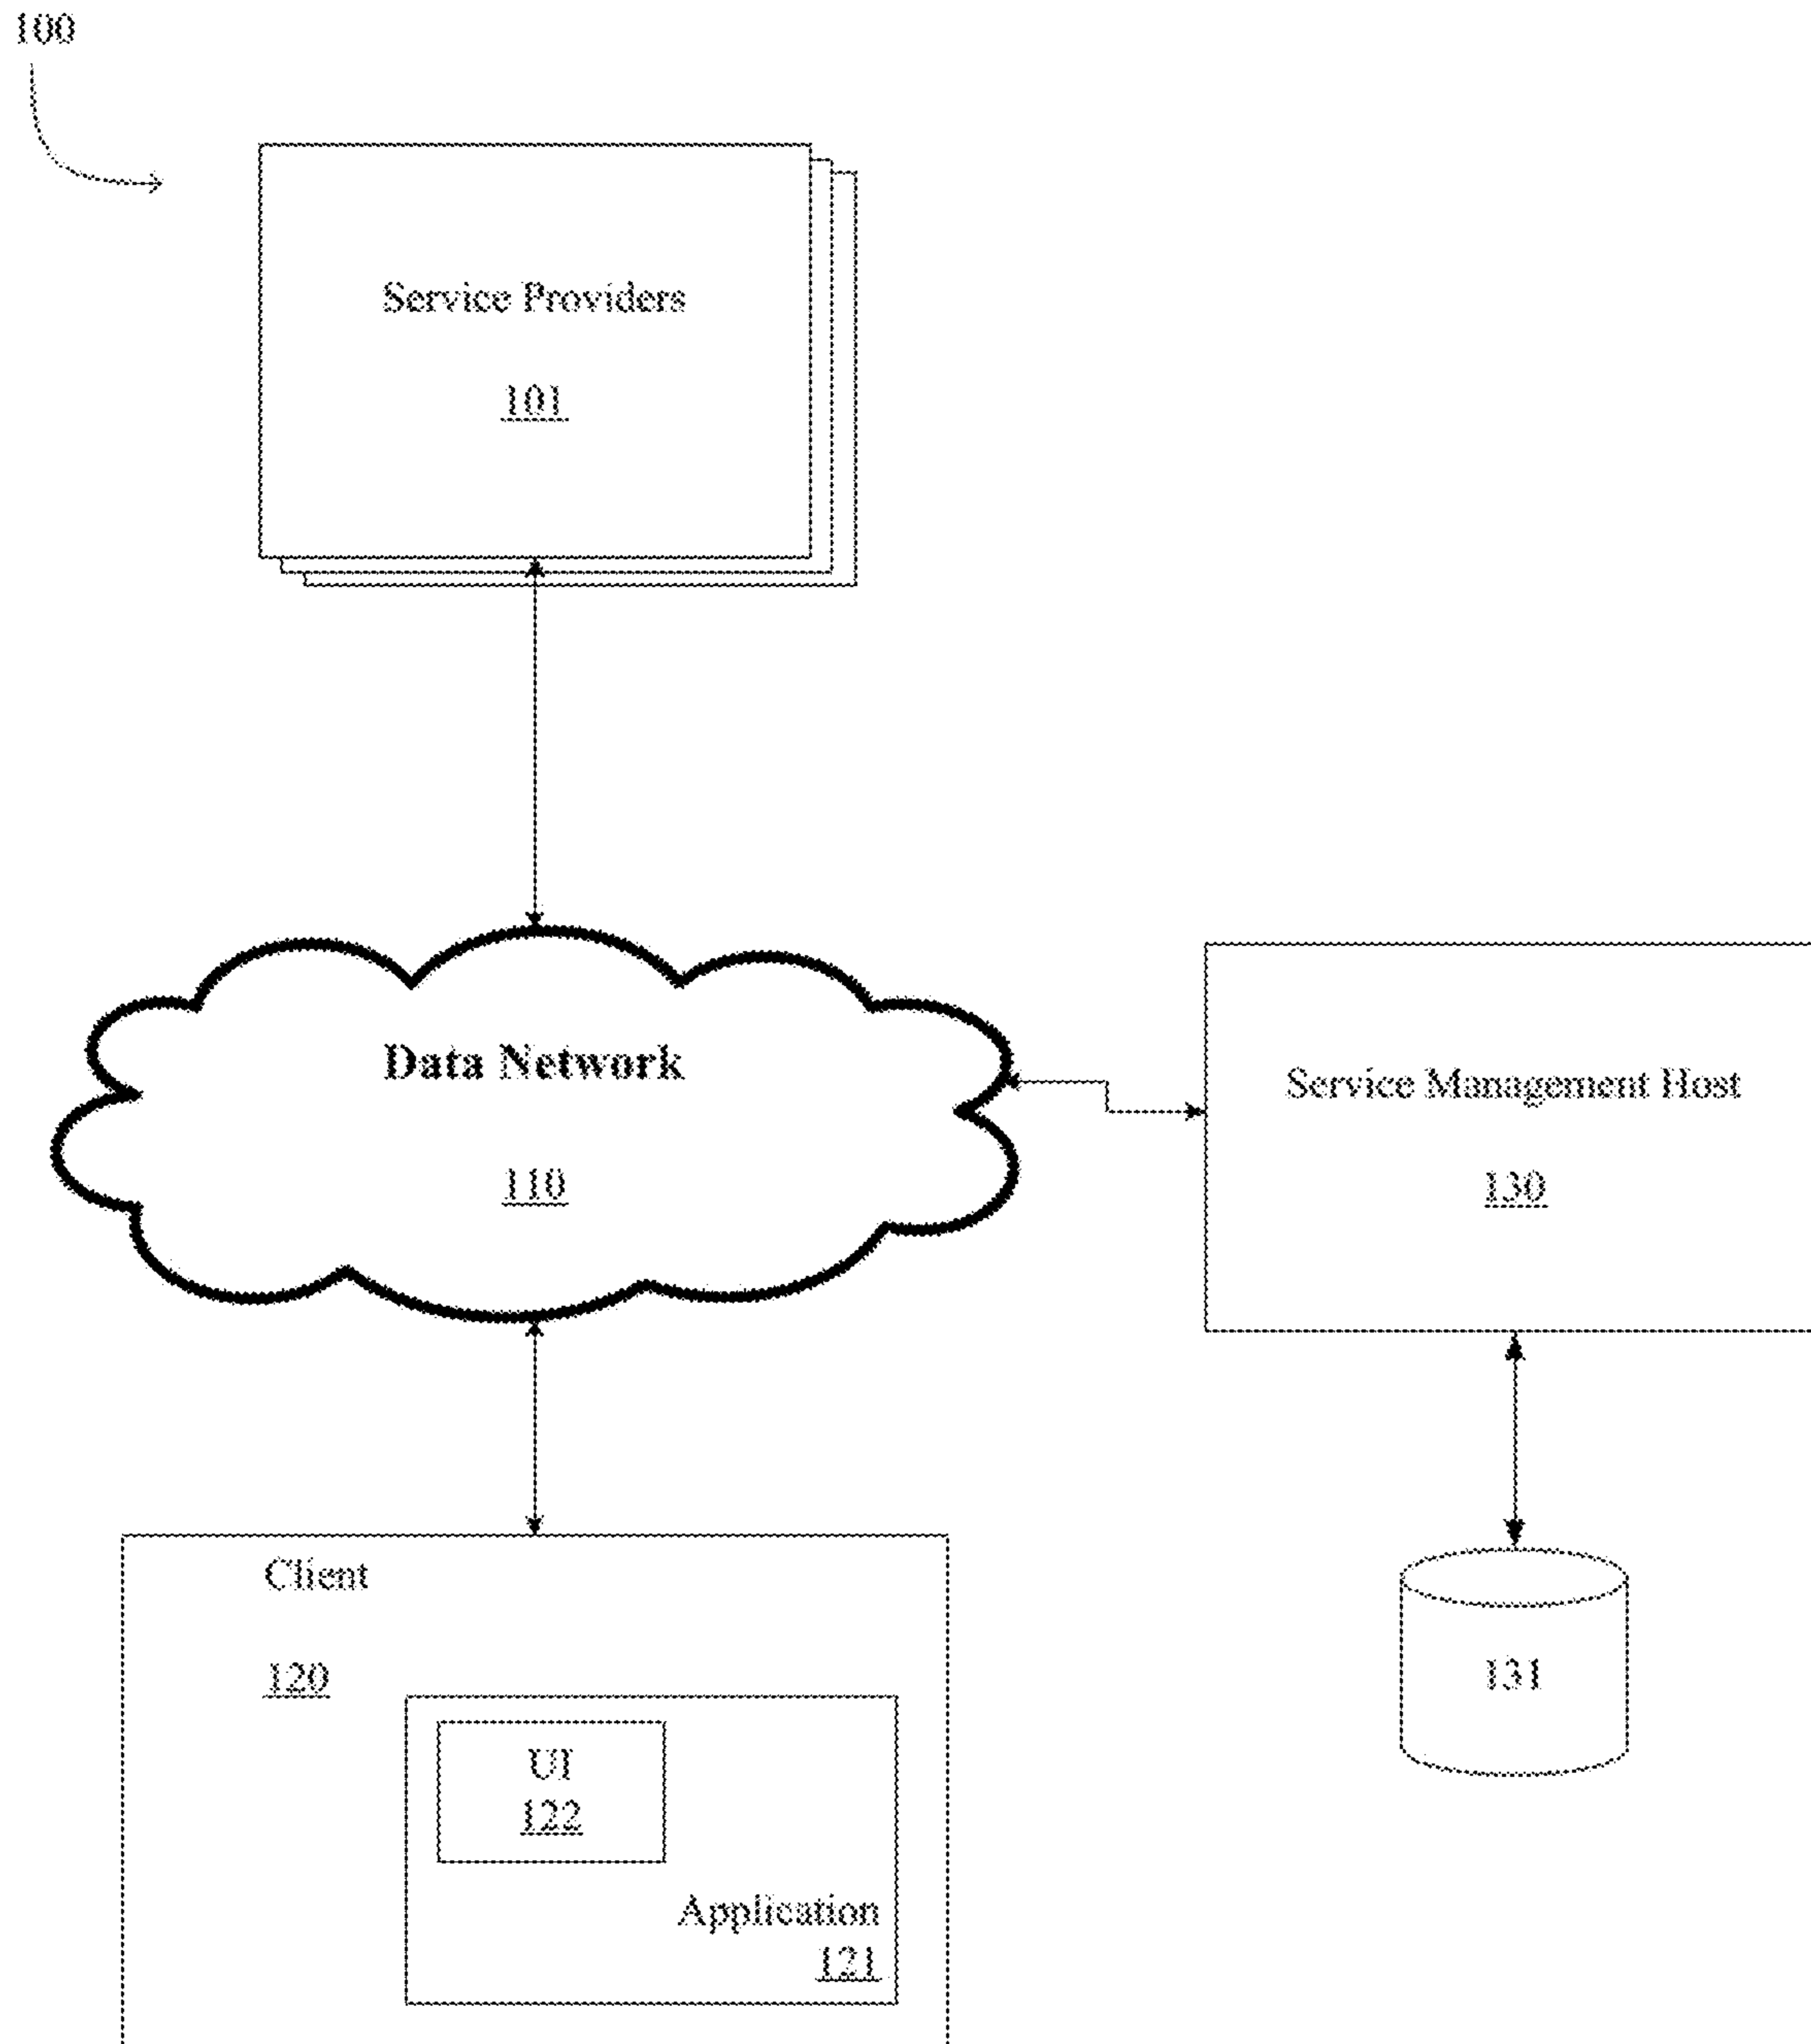 100
Service Providers
101
Data Network
110
Service Management Host
130
Client
120
UI
122
Application
121
131